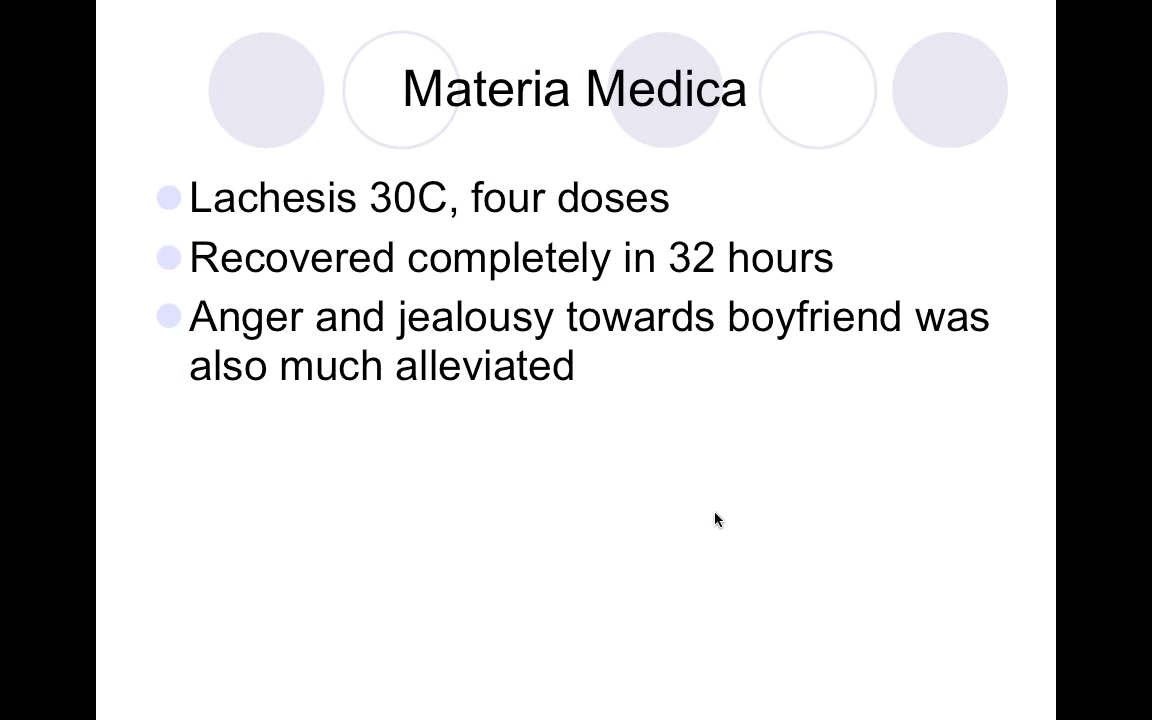 Materia Medica
Lachesis 30C, four doses
Recovered completely in 32 hours
Anger and jealousy towards boyfriend was
also much alleviated